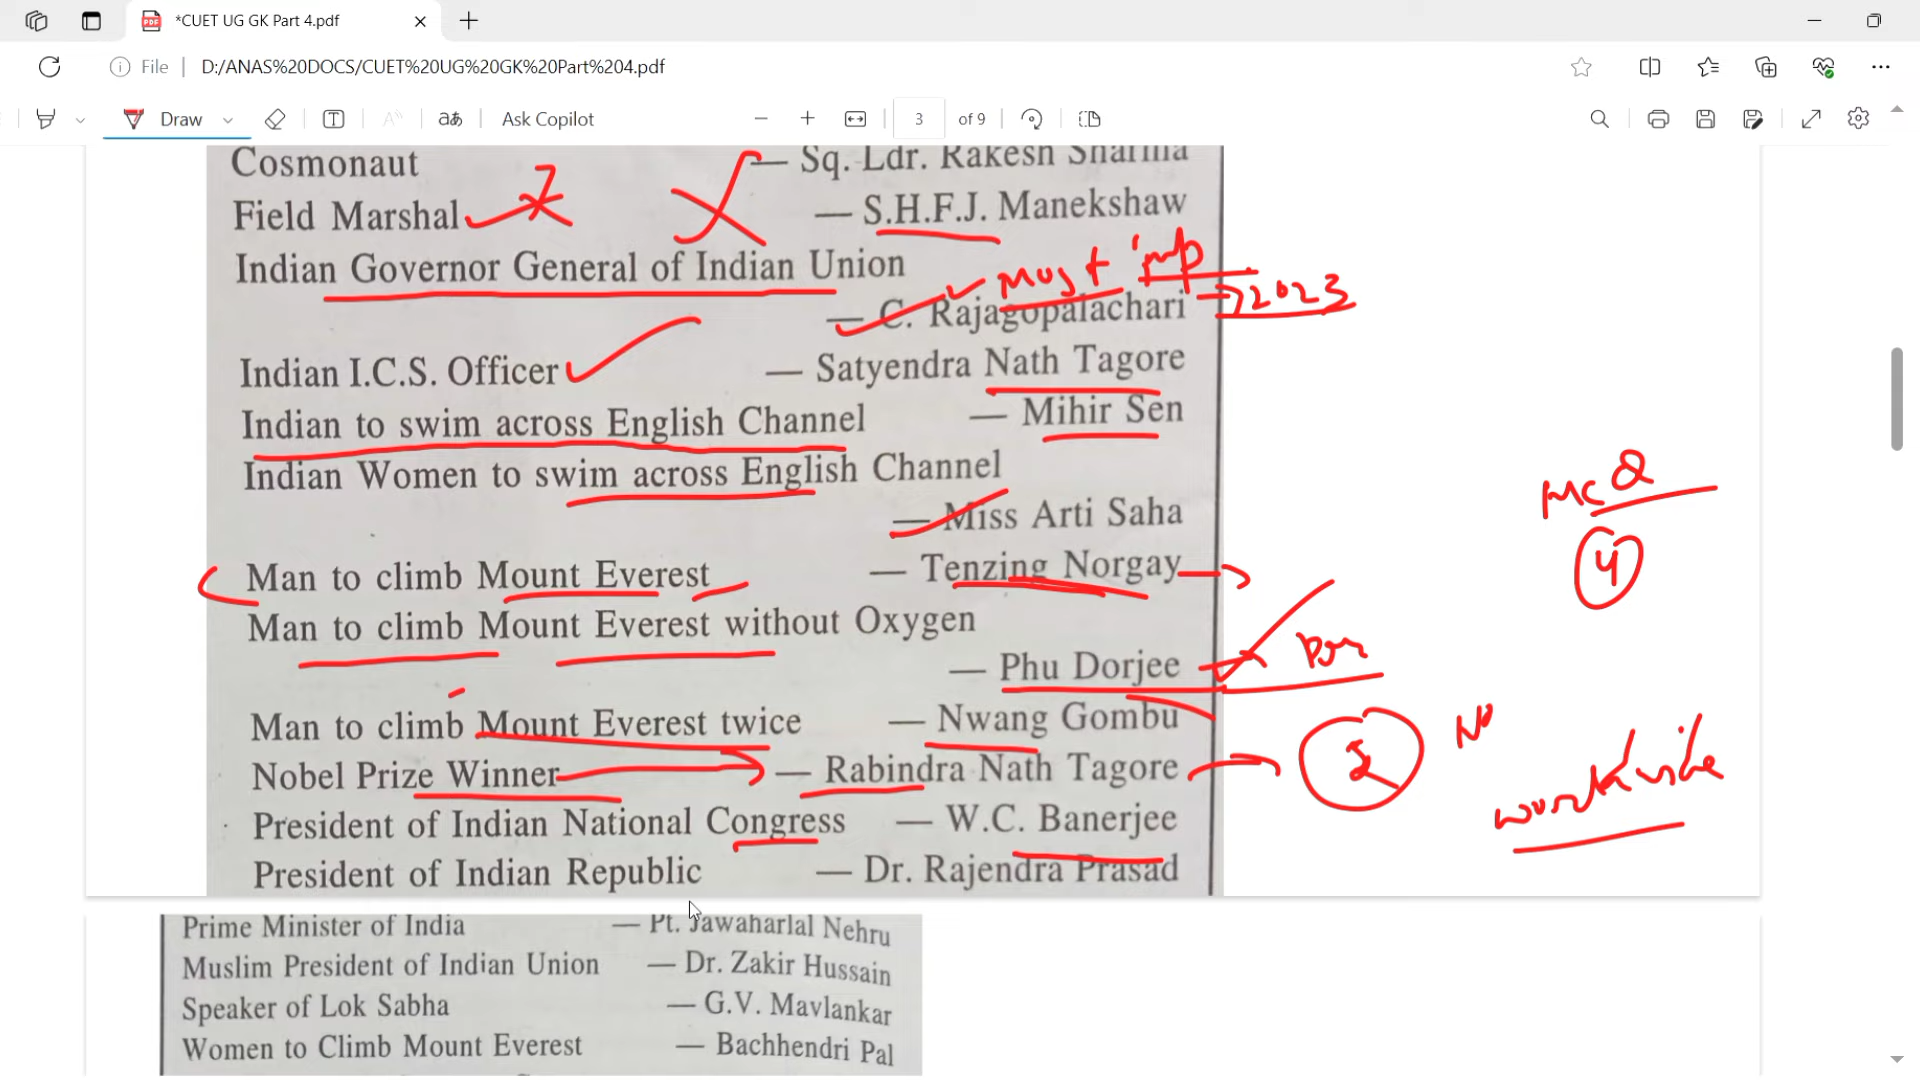 *CUET UG GK Part 4.pdf
File | D:/ANAS%20DOCS/CUET%20UG%20GK%20Part%204.pdf
Draw T aあ Ask Copilot 3 of 9
Cosmonaut — Sq. Ldr. Rakesh Sharma
Field Marshal — S.H.F.J. Manekshaw
Indian Governor General of Indian Union
Must imp
— C. Rajagopalachari => 2023
Indian I.C.S. Officer — Satyendra Nath Tagore
Indian to swim across English Channel — Mihir Sen
Indian Women to swim across English Channel
— Miss Arti Saha
MCQ
4
Man to climb Mount Everest — Tenzing Norgay
Man to climb Mount Everest without Oxygen
— Phu Dorjee
Man to climb Mount Everest twice — Nwang Gombu
Nobel Prize Winner — Rabindra Nath Tagore
worldwide
President of Indian National Congress — W.C. Banerjee
President of Indian Republic — Dr. Rajendra Prasad
Prime Minister of India — Pt. Jawaharlal Nehru
Muslim President of Indian Union — Dr. Zakir Hussain
Speaker of Lok Sabha — G.V. Mavlankar
Women to Climb Mount Everest — Bachhendri Pal